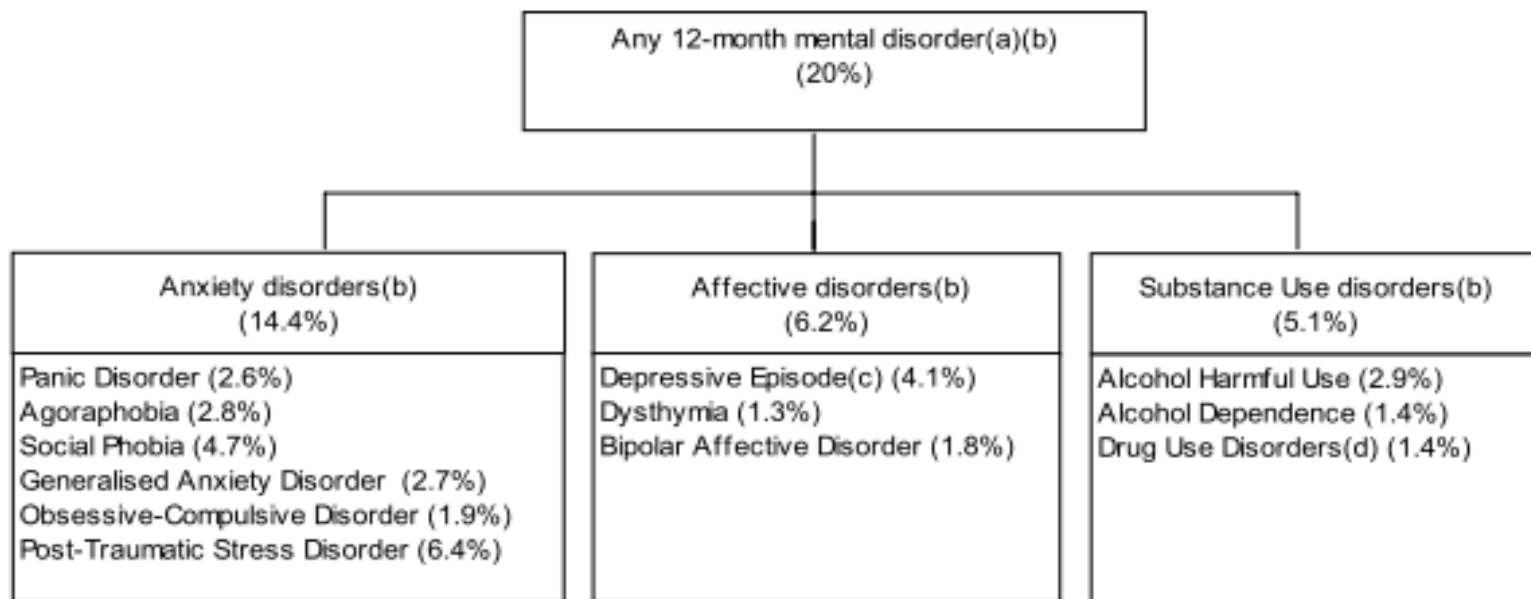 Any 12-month mental disorder(a)(b)
(20%)
Anxiety disorders(b)
(14.4%)
Panic Disorder (2.6%)
Agoraphobia (2.8%)
Social Phobia (4.7%)
Generalised Anxiety Disorder (2.7%)
Obsessive-Compulsive Disorder (1.9%)
Post-Traumatic Stress Disorder (6.4%)
Affective disorders(b)
(6.2%)
Depressive Episode(c) (4.1%)
Dysthymia (1.3%)
Bipolar Affective Disorder (1.8%)
Substance Use disorders(b)
(5.1%)
Alcohol Harmful Use (2.9%)
Alcohol Dependence (1.4%)
Drug Use Disorders(d) (1.4%)